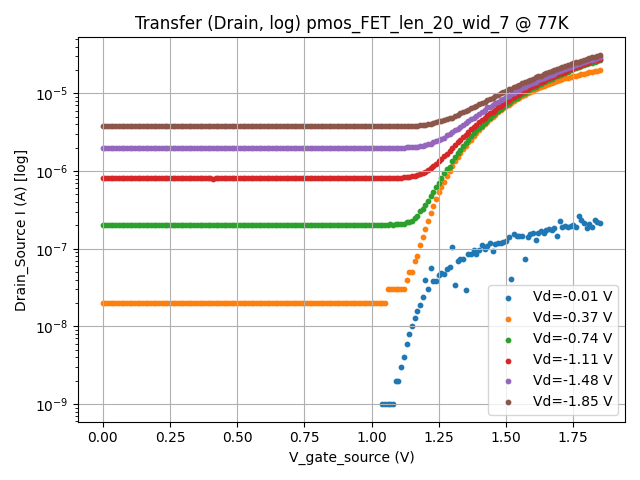 Transfer (Drain, log) pmos_FET_len_20_wid_7 @ 77K
Drain_Source I (A) [log]
10⁻⁵
10⁻⁶
10⁻⁷
10⁻⁸
10⁻⁹
Vd=-0.01 V
Vd=-0.37 V
Vd=-0.74 V
Vd=-1.11 V
Vd=-1.48 V
Vd=-1.85 V
0.00 0.25 0.50 0.75 1.00 1.25 1.50 1.75
V_gate_source (V)